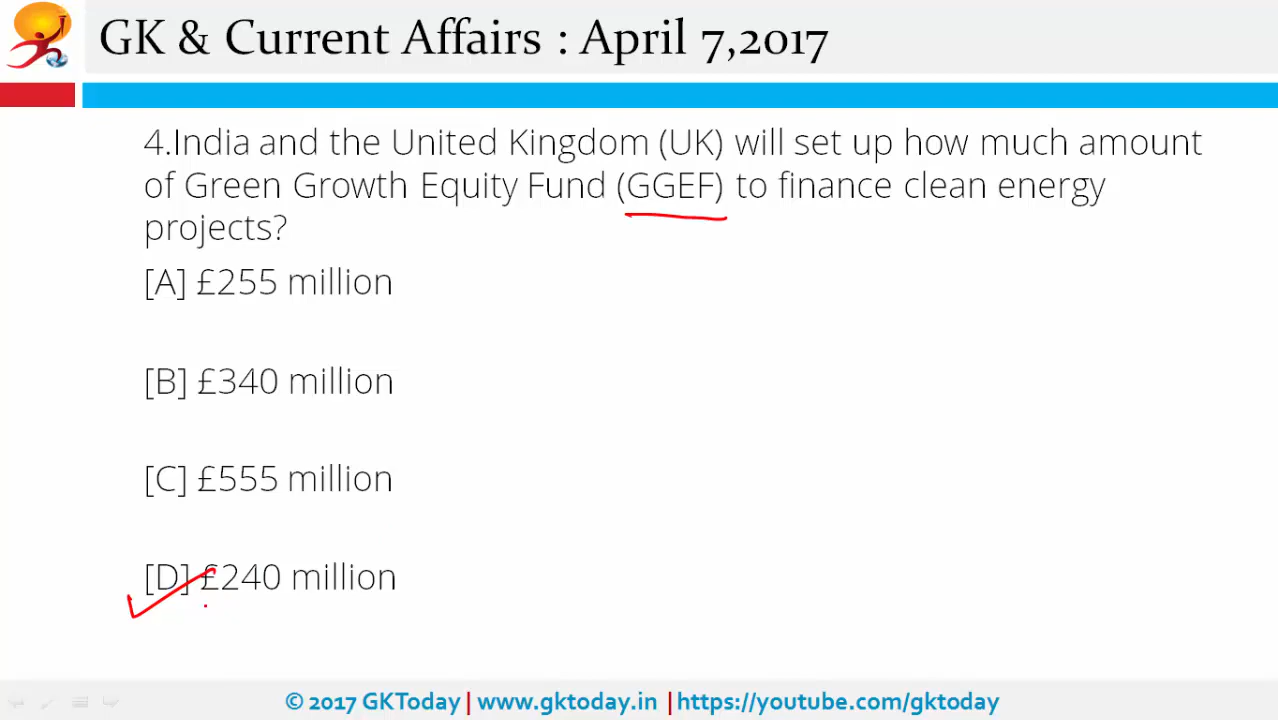 GK & Current Affairs : April 7,2017
4.India and the United Kingdom (UK) will set up how much amount
of Green Growth Equity Fund (GGEF) to finance clean energy
projects?
[A] £255 million
[B] £340 million
[C] £555 million
[D] £240 million
© 2017 GKToday | www.gktoday.in | https://youtube.com/gktoday